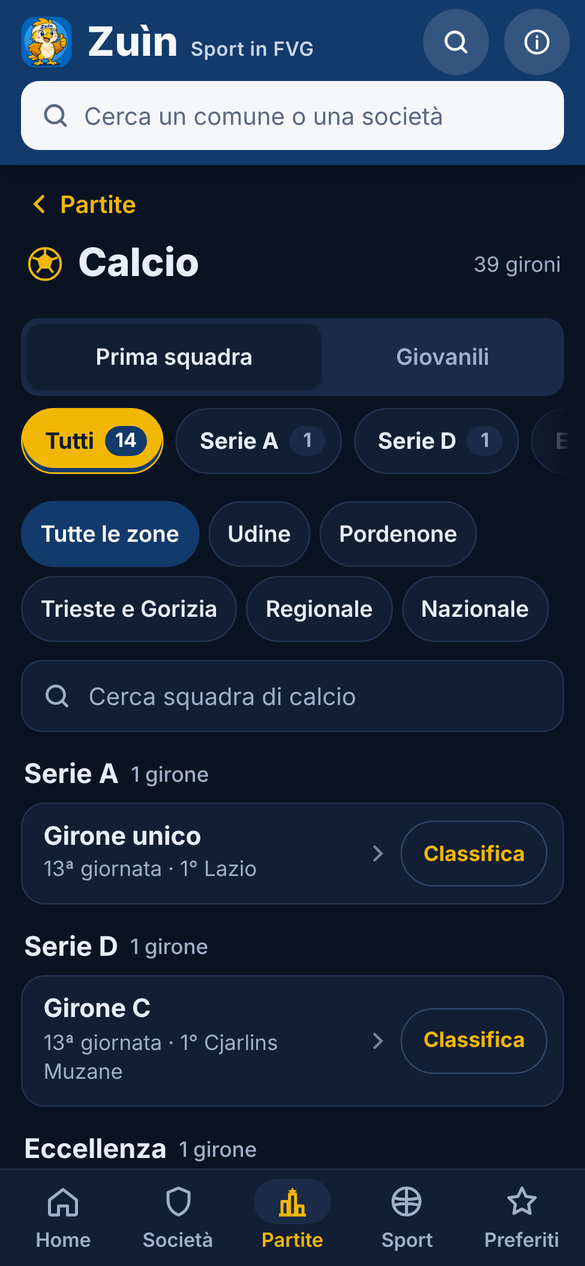 Zuìn Sport in FVG
Cerca un comune o una società
Partite
Calcio 39 gironi
Prima squadra Giovanili
Tutti 14 Serie A 1 Serie D 1 E
Tutte le zone Udine Pordenone
Trieste e Gorizia Regionale Nazionale
Cerca squadra di calcio
Serie A 1 girone
Girone unico
13ª giornata · 1° Lazio
Classifica
Serie D 1 girone
Girone C
13ª giornata · 1° Cjarlins
Muzane
Classifica
Eccellenza 1 girone
Home Società Partite Sport Preferiti